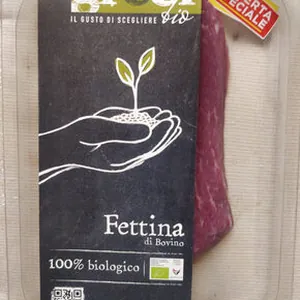 IL GUSTO DI SCEGLIERE bio
OFFERTA
SPECIALE
Fettina
di Bovino
100% biologico